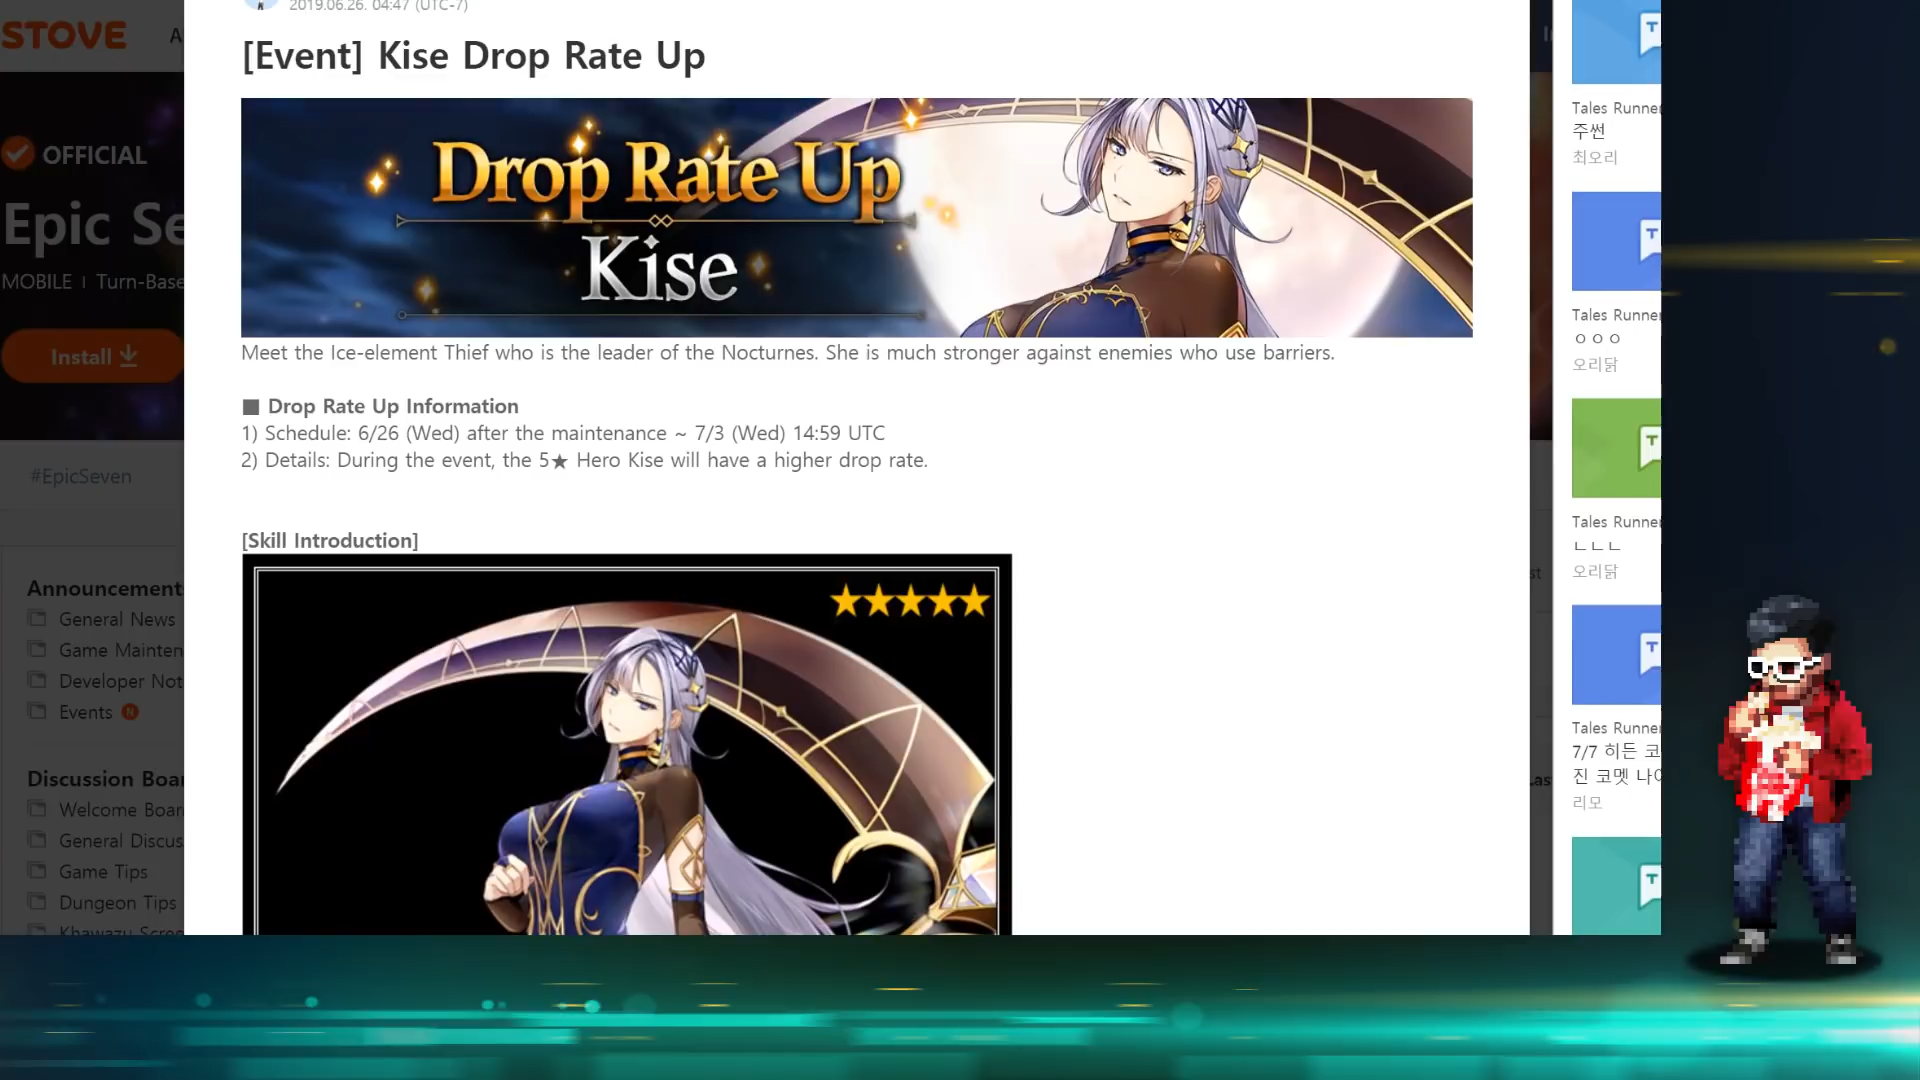 2019.06.26. 04:47 (UTC-7)
STOVE
[Event] Kise Drop Rate Up
OFFICIAL
Epic Se
MOBILE | Turn-Base
Install
#EpicSeven
Announcement
General News
Game Mainten
Developer Not
Events N
Discussion Boa
Welcome Boar
General Discus
Game Tips
Dungeon Tips
Drop Rate Up
Kise
Meet the Ice-element Thief who is the leader of the Nocturnes. She is much stronger against enemies who use barriers.
■ Drop Rate Up Information
1) Schedule: 6/26 (Wed) after the maintenance ~ 7/3 (Wed) 14:59 UTC
2) Details: During the event, the 5★ Hero Kise will have a higher drop rate.
[Skill Introduction]
Tales Runner
주썬
최오리
Tales Runner
ㅇㅇㅇ
오리닭
Tales Runner
ㄴㄴㄴ
오리닭
Tales Runner
7/7 히든 코
진 코멧 나
리모